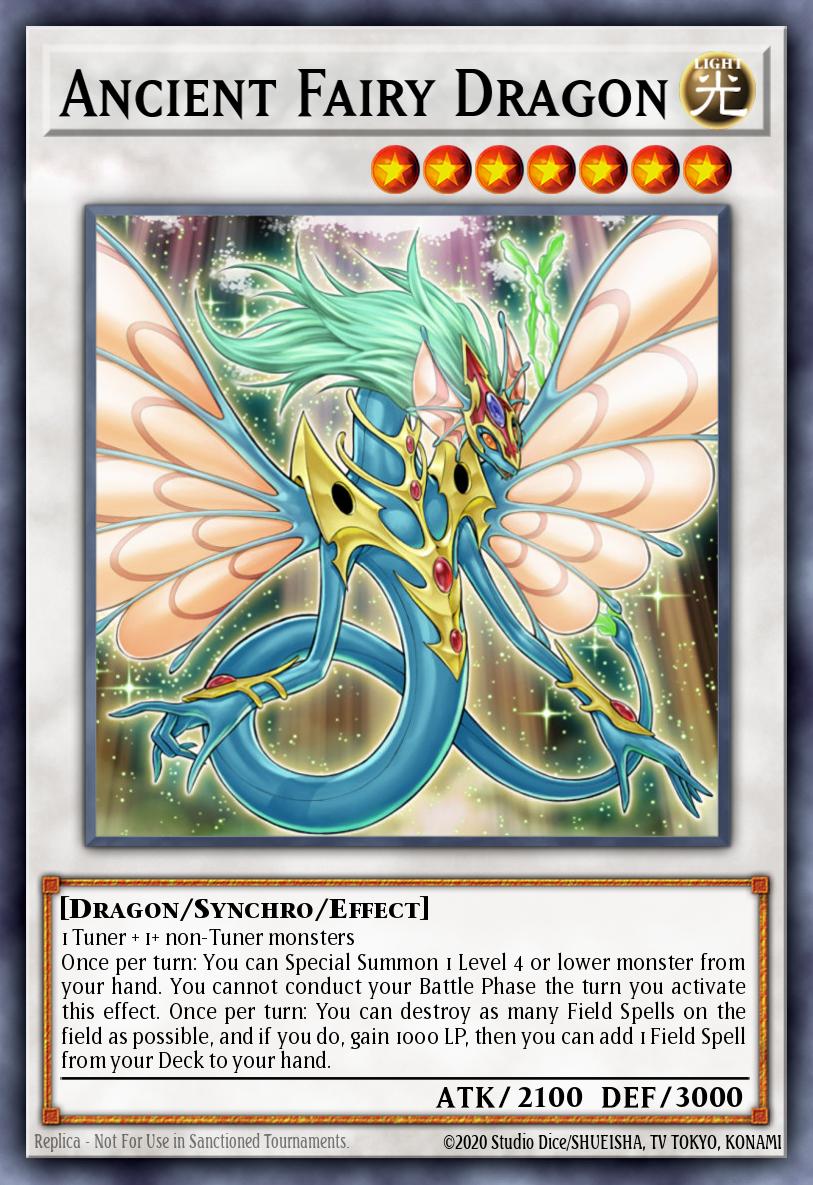 Ancient Fairy Dragon
LIGHT
光
[Dragon/Synchro/Effect]
1 Tuner + 1+ non-Tuner monsters
Once per turn: You can Special Summon 1 Level 4 or lower monster from
your hand. You cannot conduct your Battle Phase the turn you activate
this effect. Once per turn: You can destroy as many Field Spells on the
field as possible, and if you do, gain 1000 LP, then you can add 1 Field Spell
from your Deck to your hand.
ATK/2100 DEF/3000
Replica - Not For Use in Sanctioned Tournaments.
©2020 Studio Dice/SHUEISHA, TV TOKYO, KONAMI